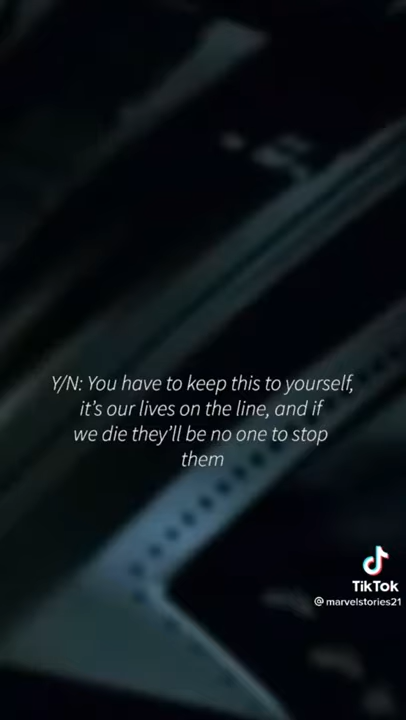 Y/N: You have to keep this to yourself,
it's our lives on the line, and if
we die they'll be no one to stop
them
TikTok
@marvelstories21